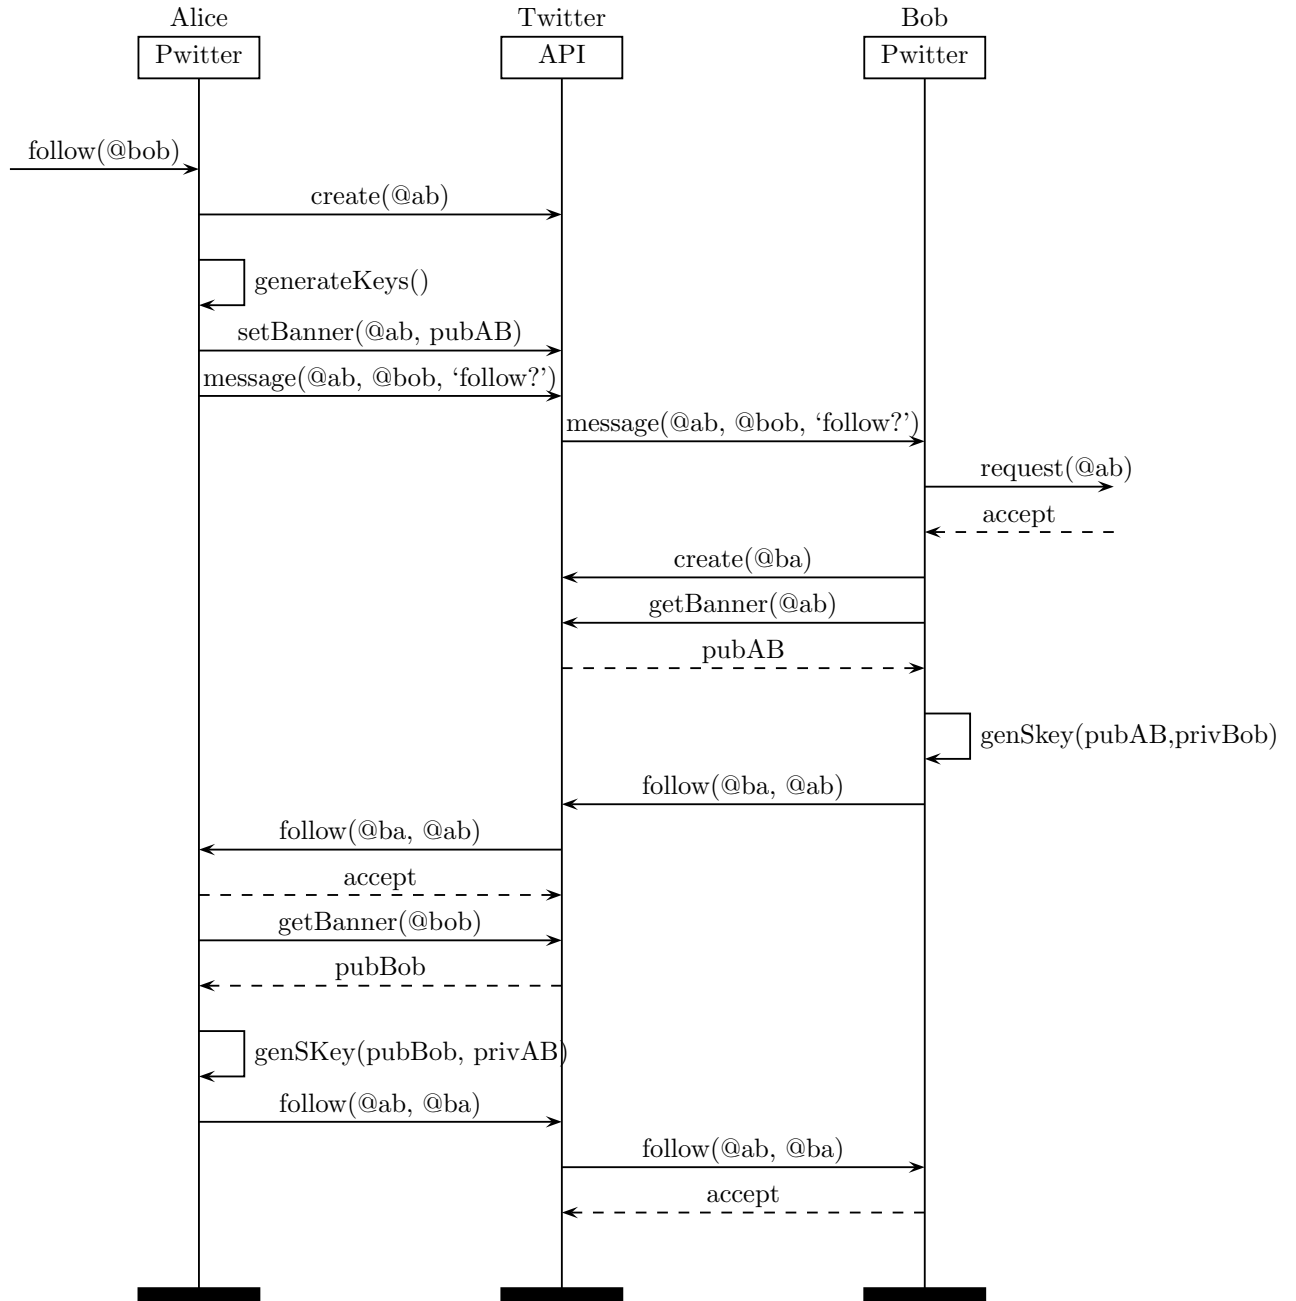 Alice Twitter Bob
Pwitter API Pwitter
follow(@bob)
create(@ab)
generateKeys()
setBanner(@ab, pubAB)
message(@ab, @bob, ‘follow?’)
message(@ab, @bob, ‘follow?’)
request(@ab)
accept
create(@ba)
getBanner(@ab)
pubAB
genSkey(pubAB,privBob)
follow(@ba, @ab)
follow(@ba, @ab)
accept
getBanner(@bob)
pubBob
genSKey(pubBob, privAB)
follow(@ab, @ba)
follow(@ab, @ba)
accept